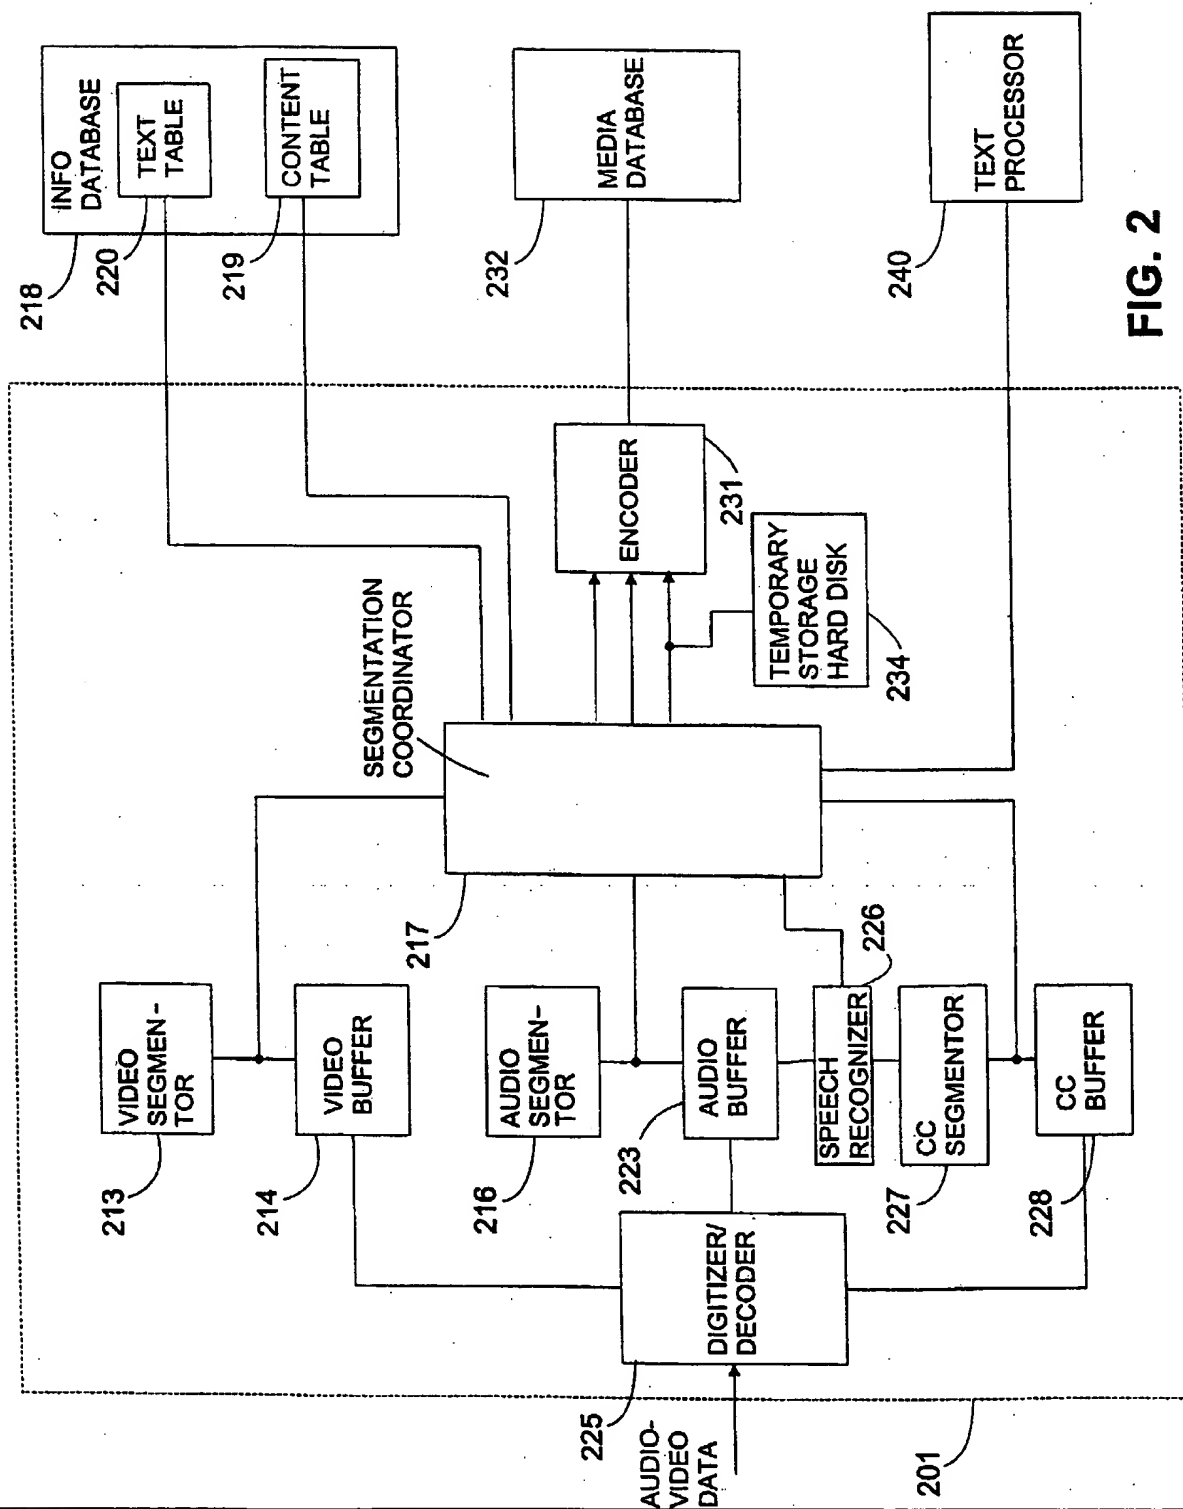 INFO
DATABASE
TEXT
TABLE
CONTENT
TABLE
218
220
219
MEDIA
DATABASE
232
TEXT
PROCESSOR
240
FIG. 2
SEGMENTATION
COORDINATOR
217
ENCODER
231
TEMPORARY
STORAGE
HARD DISK
234
VIDEO
SEGMEN-
TOR
213
VIDEO
BUFFER
214
AUDIO
SEGMEN-
TOR
216
AUDIO
BUFFER
223
SPEECH
RECOGNIZER
226
CC
SEGMENTOR
227
CC
BUFFER
228
DIGITIZER/
DECODER
225
AUDIO-
VIDEO
DATA
201